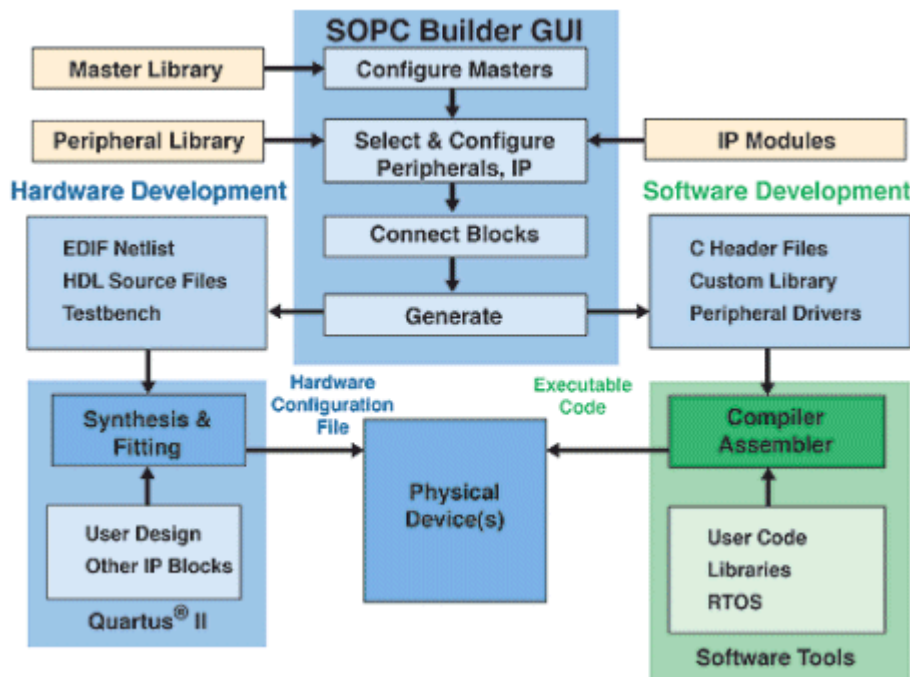 SOPC Builder GUI
Master Library
Configure Masters
Peripheral Library
Select & Configure
Peripherals, IP
IP Modules
Hardware Development
Software Development
EDIF Netlist
HDL Source Files
Testbench
Connect Blocks
C Header Files
Custom Library
Peripheral Drivers
Generate
Hardware
Configuration
File
Executable
Code
Synthesis &
Fitting
Compiler
Assembler
Physical
Device(s)
User Design
Other IP Blocks
User Code
Libraries
RTOS
Quartus® II
Software Tools